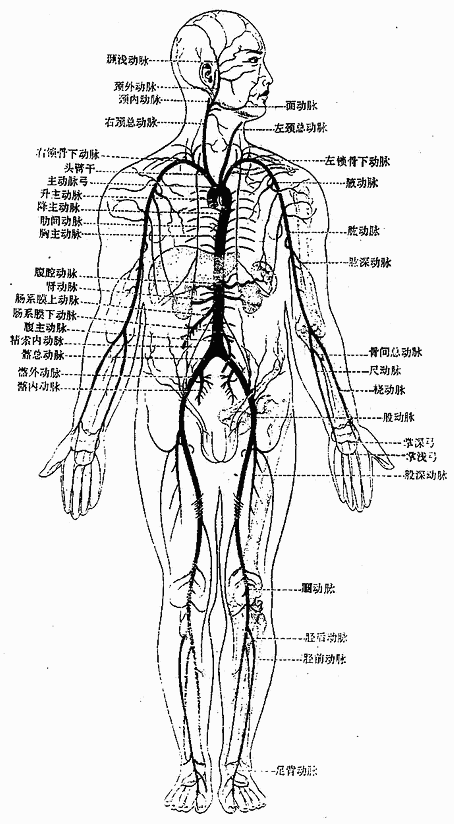 颞浅动脉
颈外动脉
颈内动脉
右颈总动脉
面动脉
左颈总动脉
右锁骨下动脉
头臂干
主动脉弓
升主动脉
降主动脉
肋间动脉
胸主动脉
腹腔动脉
肾动脉
肠系膜上动脉
肠系膜下动脉
腹主动脉
精索内动脉
髂总动脉
髂外动脉
髂内动脉
左锁骨下动脉
腋动脉
肱动脉
肱深动脉
骨间总动脉
尺动脉
桡动脉
股动脉
掌深弓
掌浅弓
股深动脉
腘动脉
胫后动脉
胫前动脉
足背动脉